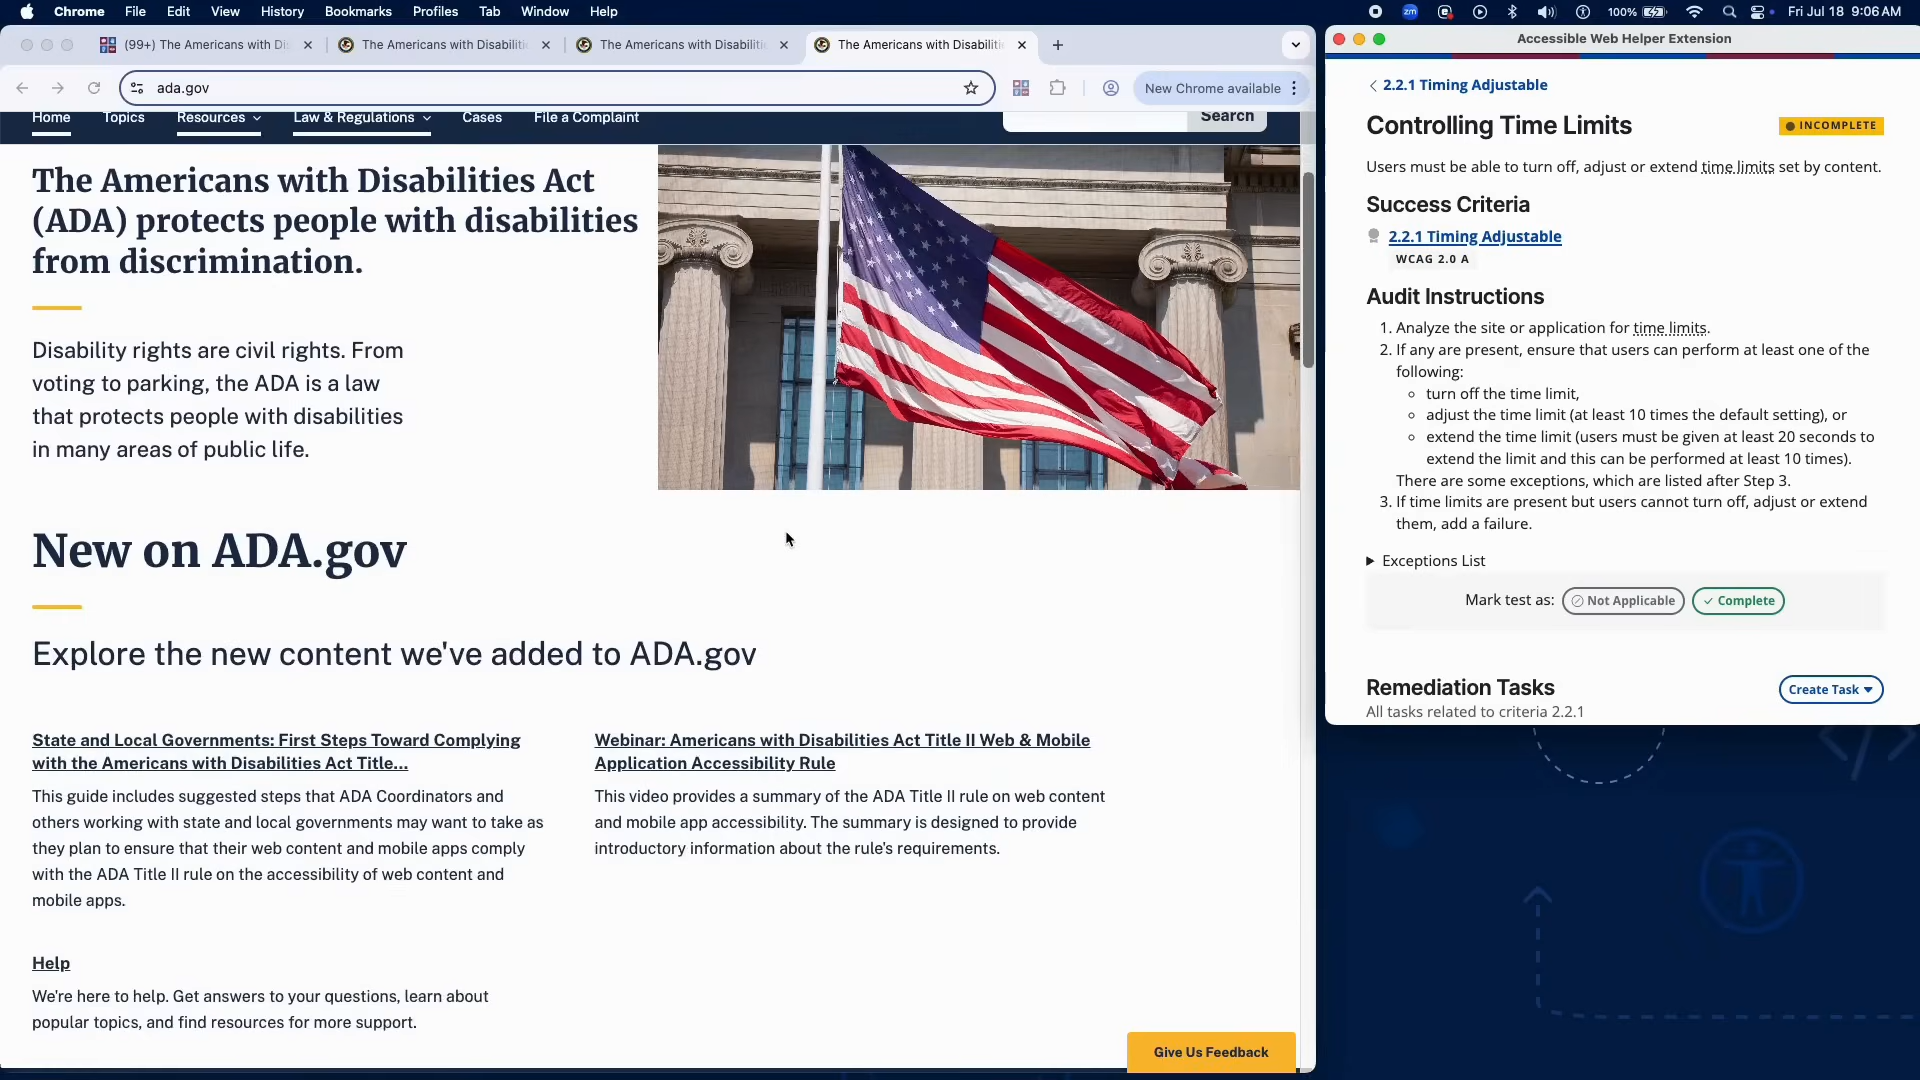 Chrome File Edit View History Bookmarks Profiles Tab Window Help
zm 100% Fri Jul 18 9:06 AM
(99+) The Americans with Di
The Americans with Disabiliti
The Americans with Disabiliti
The Americans with Disabiliti
ada.gov
New Chrome available
Home Topics Resources Law & Regulations Cases File a Complaint Search
The Americans with Disabilities Act
(ADA) protects people with disabilities
from discrimination.
Disability rights are civil rights. From
voting to parking, the ADA is a law
that protects people with disabilities
in many areas of public life.
New on ADA.gov
Explore the new content we've added to ADA.gov
State and Local Governments: First Steps Toward Complying
with the Americans with Disabilities Act Title...
This guide includes suggested steps that ADA Coordinators and
others working with state and local governments may want to take as
they plan to ensure that their web content and mobile apps comply
with the ADA Title II rule on the accessibility of web content and
mobile apps.
Webinar: Americans with Disabilities Act Title II Web & Mobile
Application Accessibility Rule
This video provides a summary of the ADA Title II rule on web content
and mobile app accessibility. The summary is designed to provide
introductory information about the rule's requirements.
Help
We're here to help. Get answers to your questions, learn about
popular topics, and find resources for more support.
Give Us Feedback
Accessible Web Helper Extension
2.2.1 Timing Adjustable
Controlling Time Limits
INCOMPLETE
Users must be able to turn off, adjust or extend time limits set by content.
Success Criteria
2.2.1 Timing Adjustable
WCAG 2.0 A
Audit Instructions
1. Analyze the site or application for time limits.
2. If any are present, ensure that users can perform at least one of the
following:
turn off the time limit,
adjust the time limit (at least 10 times the default setting), or
extend the time limit (users must be given at least 20 seconds to
extend the limit and this can be performed at least 10 times).
There are some exceptions, which are listed after Step 3.
3. If time limits are present but users cannot turn off, adjust or extend
them, add a failure.
Exceptions List
Mark test as: Not Applicable Complete
Remediation Tasks
Create Task
All tasks related to criteria 2.2.1